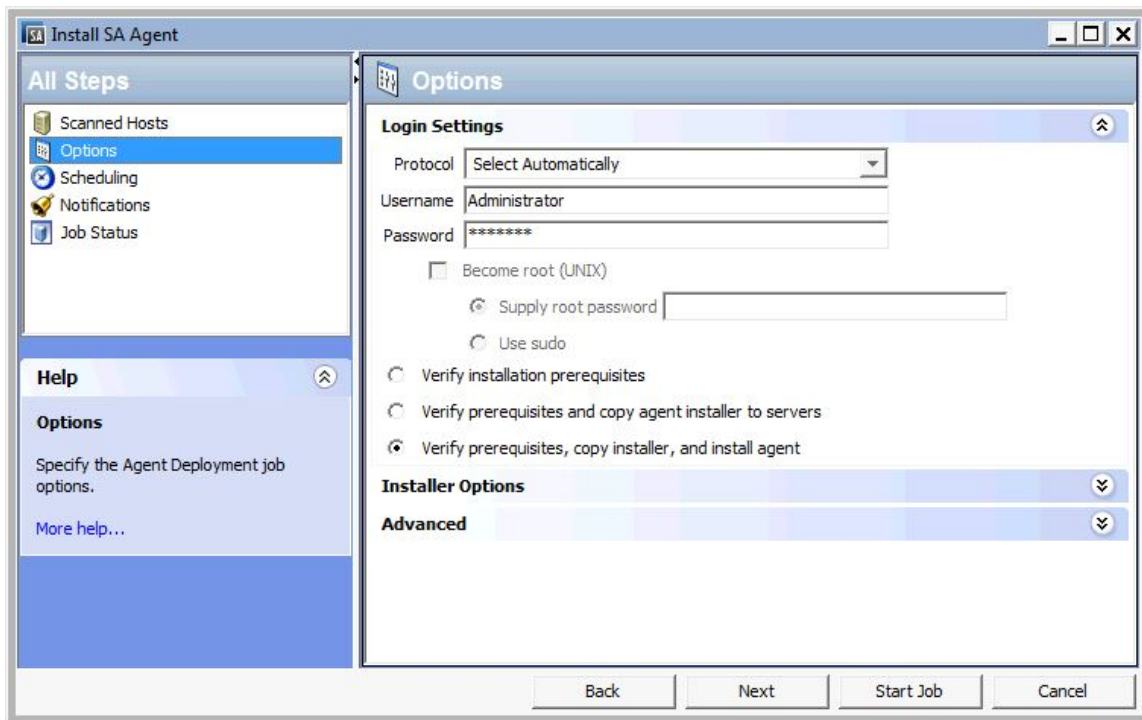 SA Install SA Agent
All Steps
Scanned Hosts
Options
Scheduling
Notifications
Job Status
Help
Options
Specify the Agent Deployment job
options.
More help...
Options
Login Settings
Protocol Select Automatically
Username Administrator
Password *******
Become root (UNIX)
Supply root password
Use sudo
Verify installation prerequisites
Verify prerequisites and copy agent installer to servers
Verify prerequisites, copy installer, and install agent
Installer Options
Advanced
Back Next Start Job Cancel